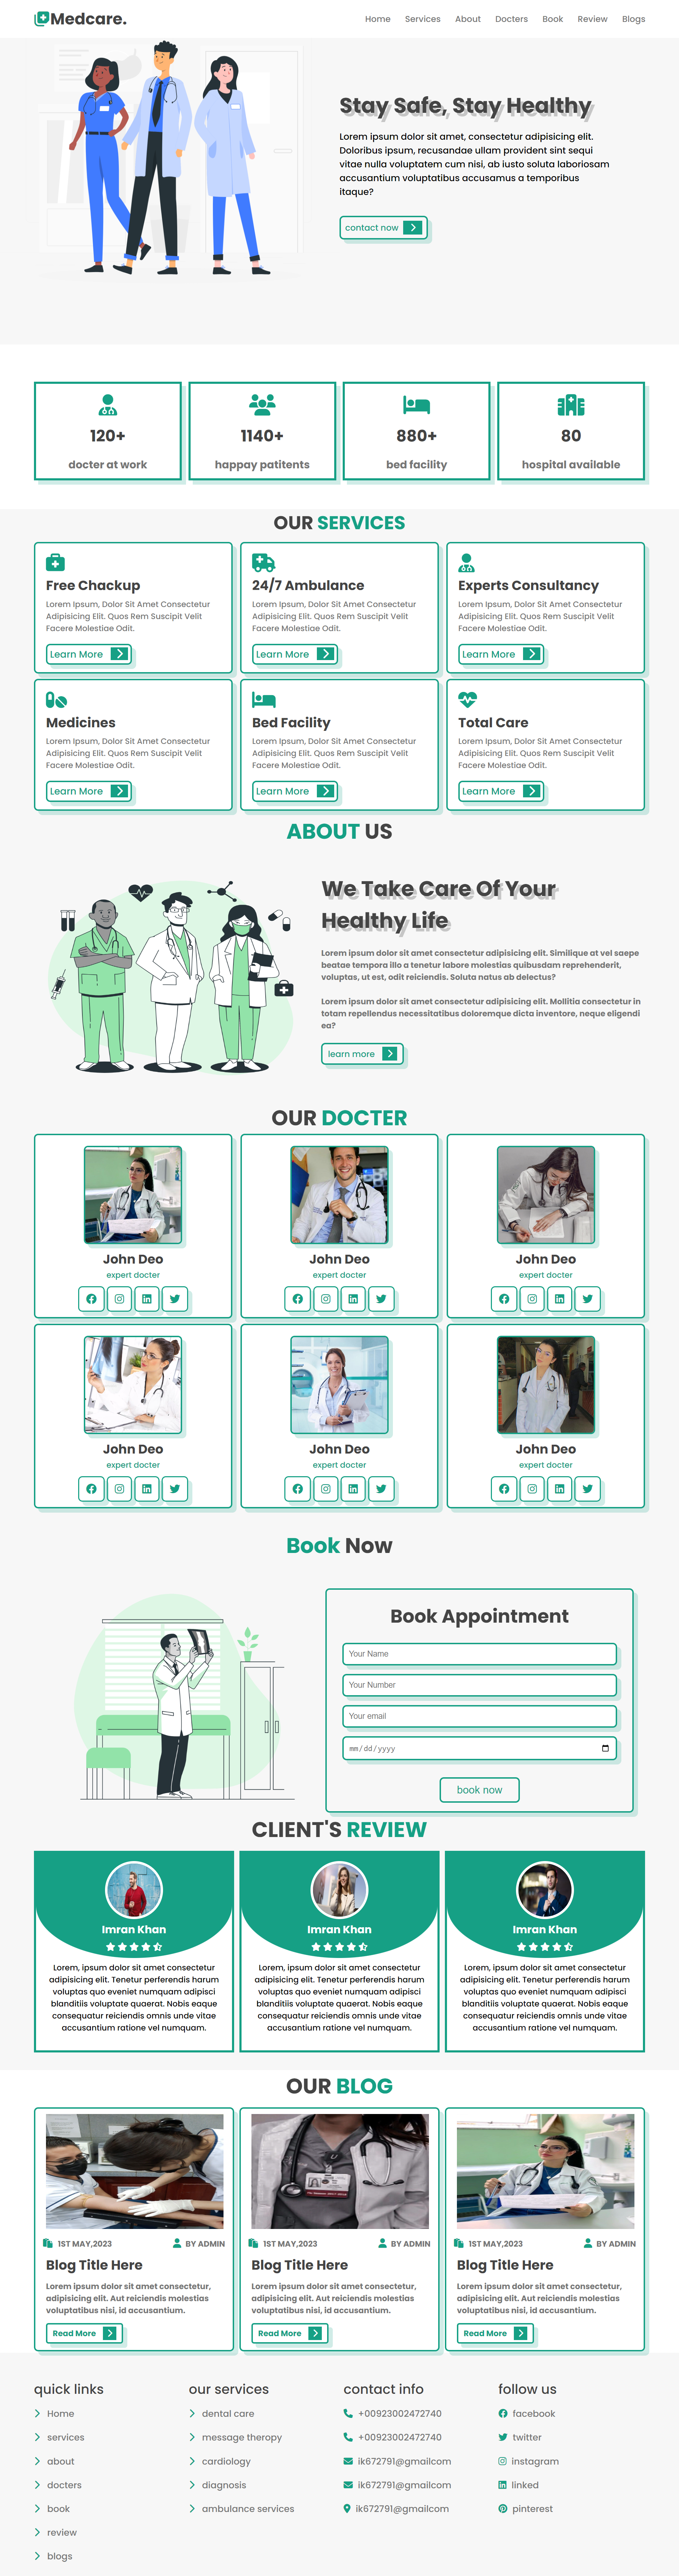 Medcare.
Home Services About Docters Book Review Blogs
Stay Safe, Stay Healthy
Lorem ipsum dolor sit amet, consectetur adipisicing elit.
Doloribus ipsum, recusandae ullam provident sint sequi
vitae nulla voluptatem cum nisi, ab iusto soluta laboriosam
accusantium voluptatibus accusamus a temporibus
itaque?
contact now
120+
docter at work
1140+
happay patitents
880+
bed facility
80
hospital available
OUR SERVICES
Free Chackup
Lorem Ipsum, Dolor Sit Amet Consectetur
Adipisicing Elit. Quos Rem Suscipit Velit
Facere Molestiae Odit.
Learn More
24/7 Ambulance
Lorem Ipsum, Dolor Sit Amet Consectetur
Adipisicing Elit. Quos Rem Suscipit Velit
Facere Molestiae Odit.
Learn More
Experts Consultancy
Lorem Ipsum, Dolor Sit Amet Consectetur
Adipisicing Elit. Quos Rem Suscipit Velit
Facere Molestiae Odit.
Learn More
Medicines
Lorem Ipsum, Dolor Sit Amet Consectetur
Adipisicing Elit. Quos Rem Suscipit Velit
Facere Molestiae Odit.
Learn More
Bed Facility
Lorem Ipsum, Dolor Sit Amet Consectetur
Adipisicing Elit. Quos Rem Suscipit Velit
Facere Molestiae Odit.
Learn More
Total Care
Lorem Ipsum, Dolor Sit Amet Consectetur
Adipisicing Elit. Quos Rem Suscipit Velit
Facere Molestiae Odit.
Learn More
ABOUT US
We Take Care Of Your
Healthy Life
Lorem ipsum dolor sit amet consectetur adipisicing elit. Similique at vel saepe
beatae tempora illo a tenetur labore molestias quibusdam reprehenderit,
voluptas, ut est, odit reiciendis. Soluta natus ab delectus?
Lorem ipsum dolor sit amet consectetur adipisicing elit. Mollitia consectetur in
totam repellendus necessitatibus doloremque dicta inventore, neque eligendi
ea?
learn more
OUR DOCTER
John Deo
expert docter
John Deo
expert docter
John Deo
expert docter
John Deo
expert docter
John Deo
expert docter
John Deo
expert docter
Book Now
Book Appointment
Your Name
Your Number
Your email
mm/dd/yyyy
book now
CLIENT'S REVIEW
Imran Khan
Lorem, ipsum dolor sit amet consectetur
adipisicing elit. Tenetur perferendis harum
voluptas quo eveniet numquam adipisci
blanditiis voluptate quaerat. Nobis eaque
consequatur reiciendis omnis unde vitae
accusantium ratione vel numquam.
Imran Khan
Lorem, ipsum dolor sit amet consectetur
adipisicing elit. Tenetur perferendis harum
voluptas quo eveniet numquam adipisci
blanditiis voluptate quaerat. Nobis eaque
consequatur reiciendis omnis unde vitae
accusantium ratione vel numquam.
Imran Khan
Lorem, ipsum dolor sit amet consectetur
adipisicing elit. Tenetur perferendis harum
voluptas quo eveniet numquam adipisci
blanditiis voluptate quaerat. Nobis eaque
consequatur reiciendis omnis unde vitae
accusantium ratione vel numquam.
OUR BLOG
1ST MAY,2023 BY ADMIN
Blog Title Here
Lorem ipsum dolor sit amet consectetur,
adipisicing elit. Aut reiciendis molestias
voluptatibus nisi, id accusantium.
Read More
1ST MAY,2023 BY ADMIN
Blog Title Here
Lorem ipsum dolor sit amet consectetur,
adipisicing elit. Aut reiciendis molestias
voluptatibus nisi, id accusantium.
Read More
1ST MAY,2023 BY ADMIN
Blog Title Here
Lorem ipsum dolor sit amet consectetur,
adipisicing elit. Aut reiciendis molestias
voluptatibus nisi, id accusantium.
Read More
quick links
Home
services
about
docters
book
review
blogs
our services
dental care
message theropy
cardiology
diagnosis
ambulance services
contact info
+00923002472740
+00923002472740
ik672791@gmailcom
ik672791@gmailcom
ik672791@gmailcom
follow us
facebook
twitter
instagram
linked
pinterest